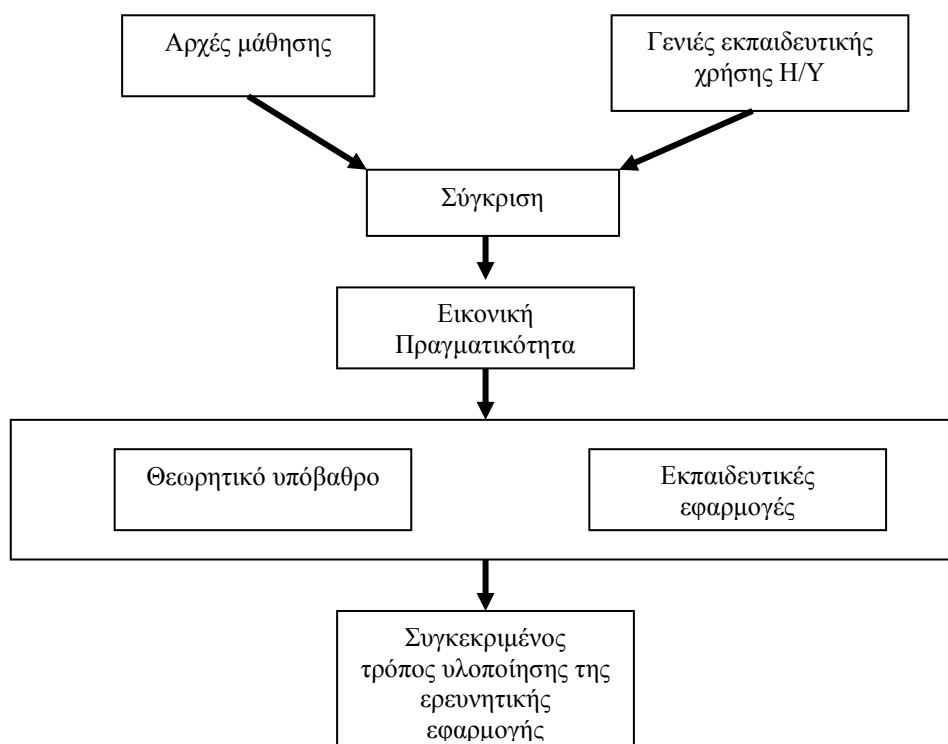 Αρχές μάθησης
Γενιές εκπαιδευτικής
χρήσης Η/Υ
Σύγκριση
Εικονική
Πραγματικότητα
Θεωρητικό υπόβαθρο
Εκπαιδευτικές
εφαρμογές
Συγκεκριμένος
τρόπος υλοποίησης της
ερευνητικής
εφαρμογής